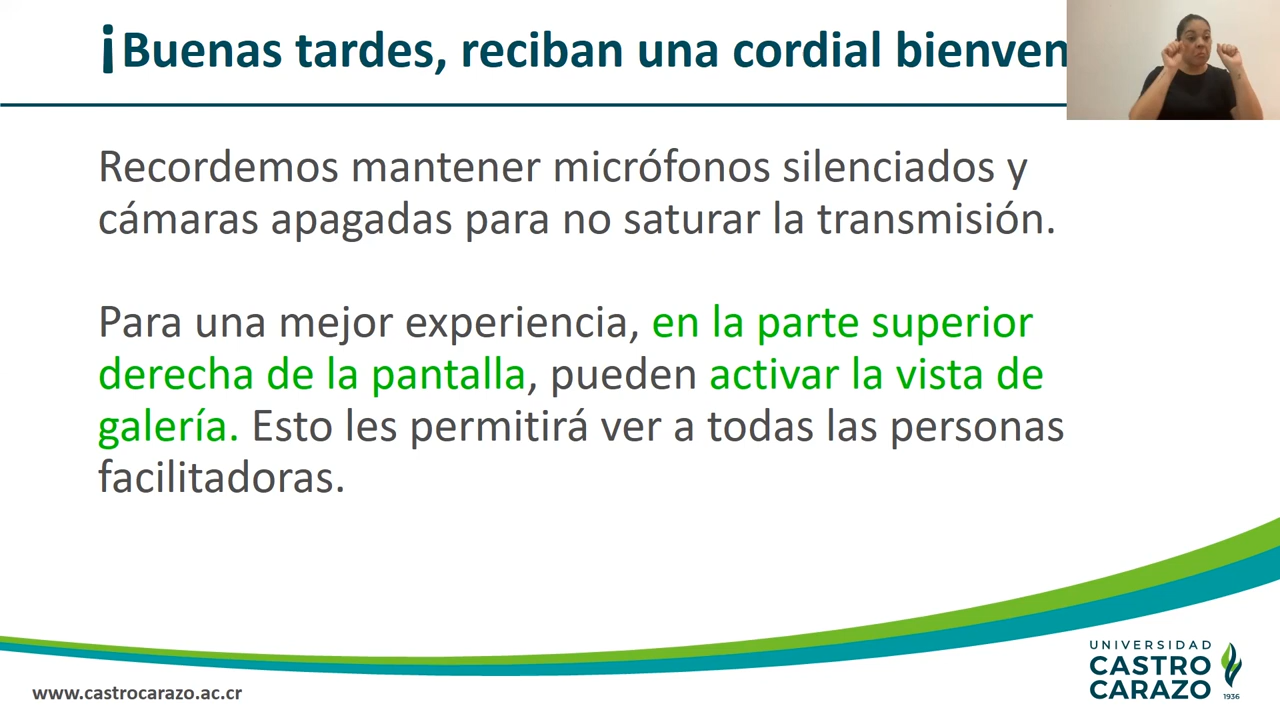 ¡Buenas tardes, reciban una cordial bienven
Recordemos mantener micrófonos silenciados y
cámaras apagadas para no saturar la transmisión.
Para una mejor experiencia, en la parte superior
derecha de la pantalla, pueden activar la vista de
galería. Esto les permitirá ver a todas las personas
facilitadoras.
UNIVERSIDAD
CASTRO
CARAZO
1936
www.castrocarazo.ac.cr